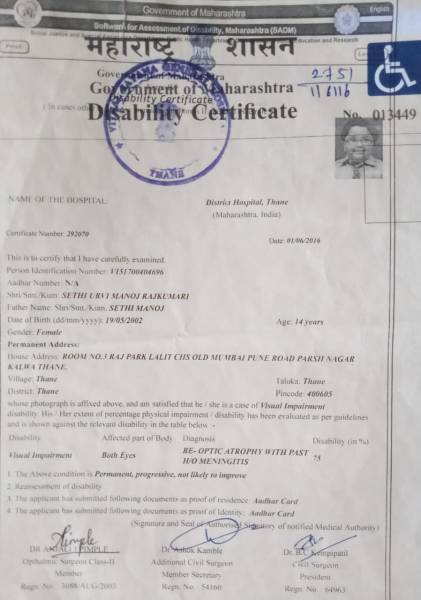 Government of Maharashtra
English
Software for Assessment of Disability, Maharashtra (SADM)
महाराष्ट्र शासन
Government of Maharashtra
Disability Certificate
2751
1/6/16
Disability Certificate
No. 013449
THANE
NAME OF THE HOSPITAL:
District Hospital, Thane
(Maharashtra, India)
Certificate Number: 292070
Date: 01/06/2016
This is to certify that I have carefully examined.
Person Identification Number: VI51700404696
Aadhar Number: N/A
Shri/Smt./Kum: SETHI URVI MANOJ RAJKUMARI
Father Name: Shri/Smt./Kum: SETHI MANOJ
Date of Birth (dd/mm/yyyy): 19/05/2002
Age: 14 years
Gender: Female
Permanent Address:
House Address: ROOM NO.3 RAJ PARK LALIT CHS OLD MUMBAI PUNE ROAD PARSH NAGAR
KALWA THANE.
Village: Thane
Taluka: Thane
District: Thane
Pincode: 400605
whose photograph is affixed above, and am satisfied that he / she is a case of Visual Impairment
disability. His / Her extent of percentage physical impairment / disability has been evaluated as per guidelines
and is shown against the relevant disability in the table below :-
Disability Affected part of Body Diagnosis Disability (in %)
Visual Impairment Both Eyes BE- OPTIC ATROPHY WITH PAST H/O MENINGITIS 75
1. The Above condition is Permanent, progressive, not likely to improve
2. Reassessment of disability
3. The applicant has submitted following documents as proof of residence: Aadhar Card
4. The applicant has submitted following documents as proof of Identity: Aadhar Card
(Signature and Seal of Authorised Signatory of notified Medical Authority)
DR ANJALI PIMPLE
Opthalmic Surgeon Class-II
Member
Regn. No : 3088-AUG/2003
Dr. Ashok Kamble
Additional Civil Surgeon
Member Secretary
Regn. No : 54160
Dr. B.C Kempipatil
Civil Surgeon
President
Regn. No : 64963